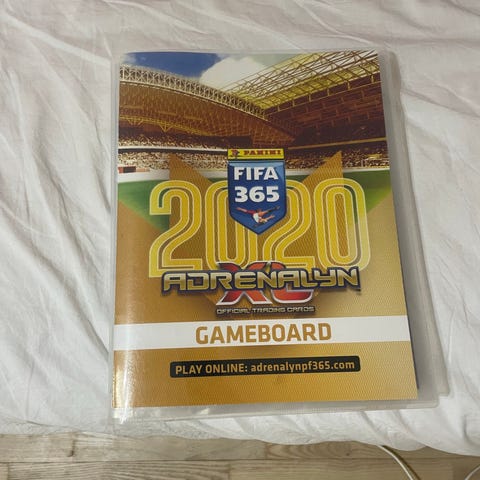 PANINI
FIFA
365
2020
ADRENALYN
XL
OFFICIAL TRADING CARDS
GAMEBOARD
PLAY ONLINE: adrenalynpf365.com